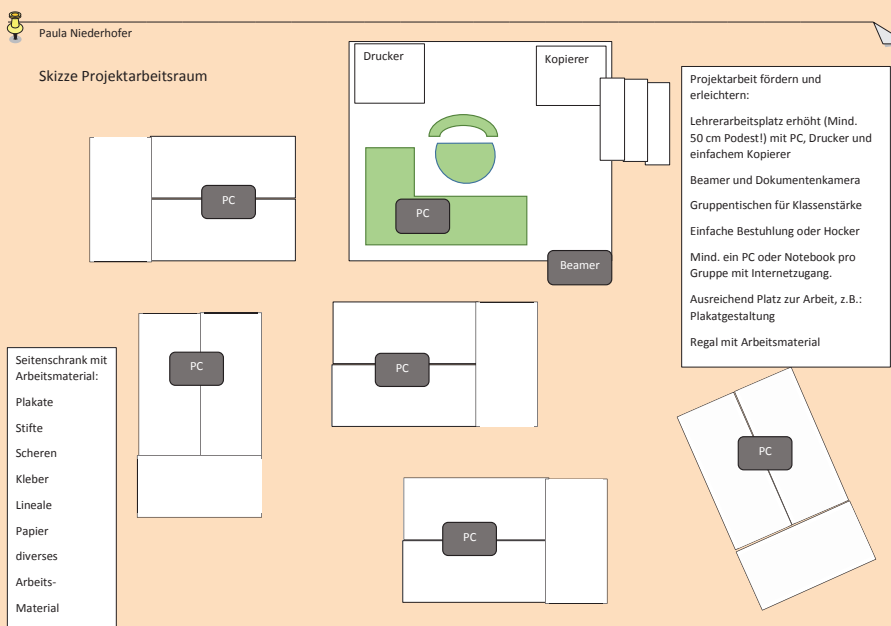 Paula Niederhofer
Skizze Projektarbeitsraum
Drucker
Kopierer
PC
Beamer
Projektarbeit fördern und
erleichtern:
Lehrerarbeitsplatz erhöht (Mind.
50 cm Podest!) mit PC, Drucker und
einfachem Kopierer
Beamer und Dokumentenkamera
Gruppentischen für Klassenstärke
Einfache Bestuhlung oder Hocker
Mind. ein PC oder Notebook pro
Gruppe mit Internetzugang.
Ausreichend Platz zur Arbeit, z.B.:
Plakatgestaltung
Regal mit Arbeitsmaterial
PC
PC
PC
PC
PC
Seitenschrank mit
Arbeitsmaterial:
Plakate
Stifte
Scheren
Kleber
Lineale
Papier
diverses
Arbeits-
Material